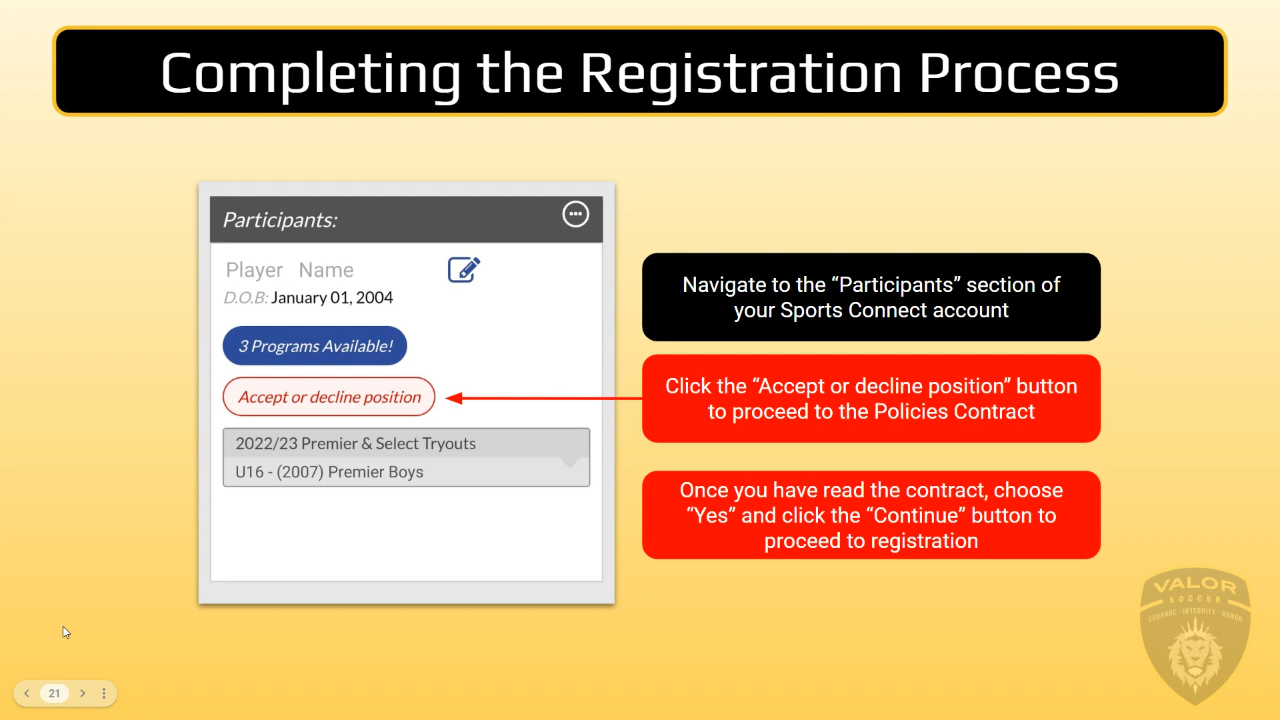 Completing the Registration Process
Participants:
Player Name
D.O.B: January 01, 2004
3 Programs Available!
Accept or decline position
2022/23 Premier & Select Tryouts
U16 - (2007) Premier Boys
Navigate to the “Participants” section of
your Sports Connect account
Click the “Accept or decline position” button
to proceed to the Policies Contract
Once you have read the contract, choose
“Yes” and click the “Continue” button to
proceed to registration
VALOR
SOCCER
COURAGE · INTEGRITY · HONOR
21